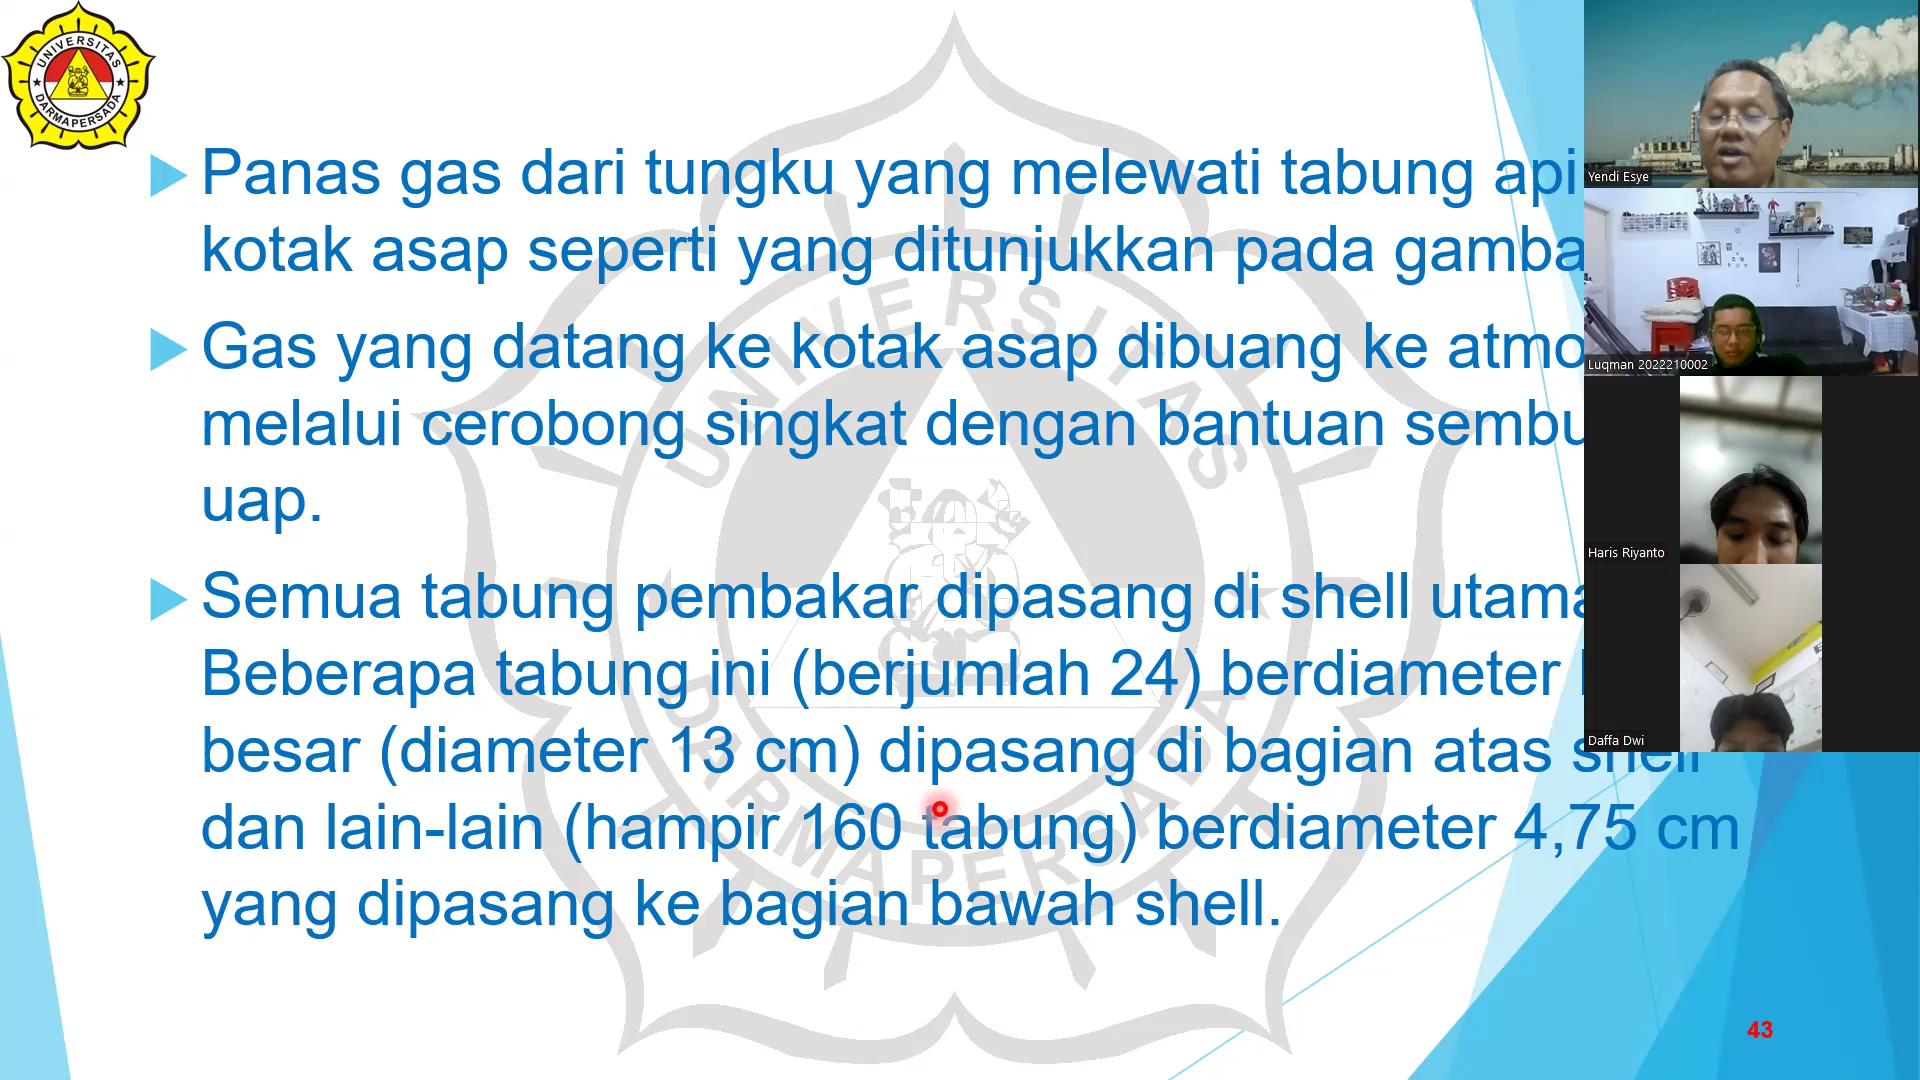 UNIVERSITAS
DARMAPERSADA
Panas gas dari tungku yang melewati tabung api
kotak asap seperti yang ditunjukkan pada
Gas yang datang ke kotak asap dibuang ke
melalui cerobong singkat dengan bantuan
uap.
Semua tabung pembakar dipasang di shell utama
Beberapa tabung ini (berjumlah 24) berdiameter
besar (diameter 13 cm) dipasang di bagian atas shell
dan lain-lain (hampir 160 tabung) berdiameter 4,75 cm
yang dipasang ke bagian bawah shell.
UNIVERSITAS
DARMAPERSADA
43
Yendi Esye
Luqman 2022210002
Haris Riyanto
Daffa Dwi